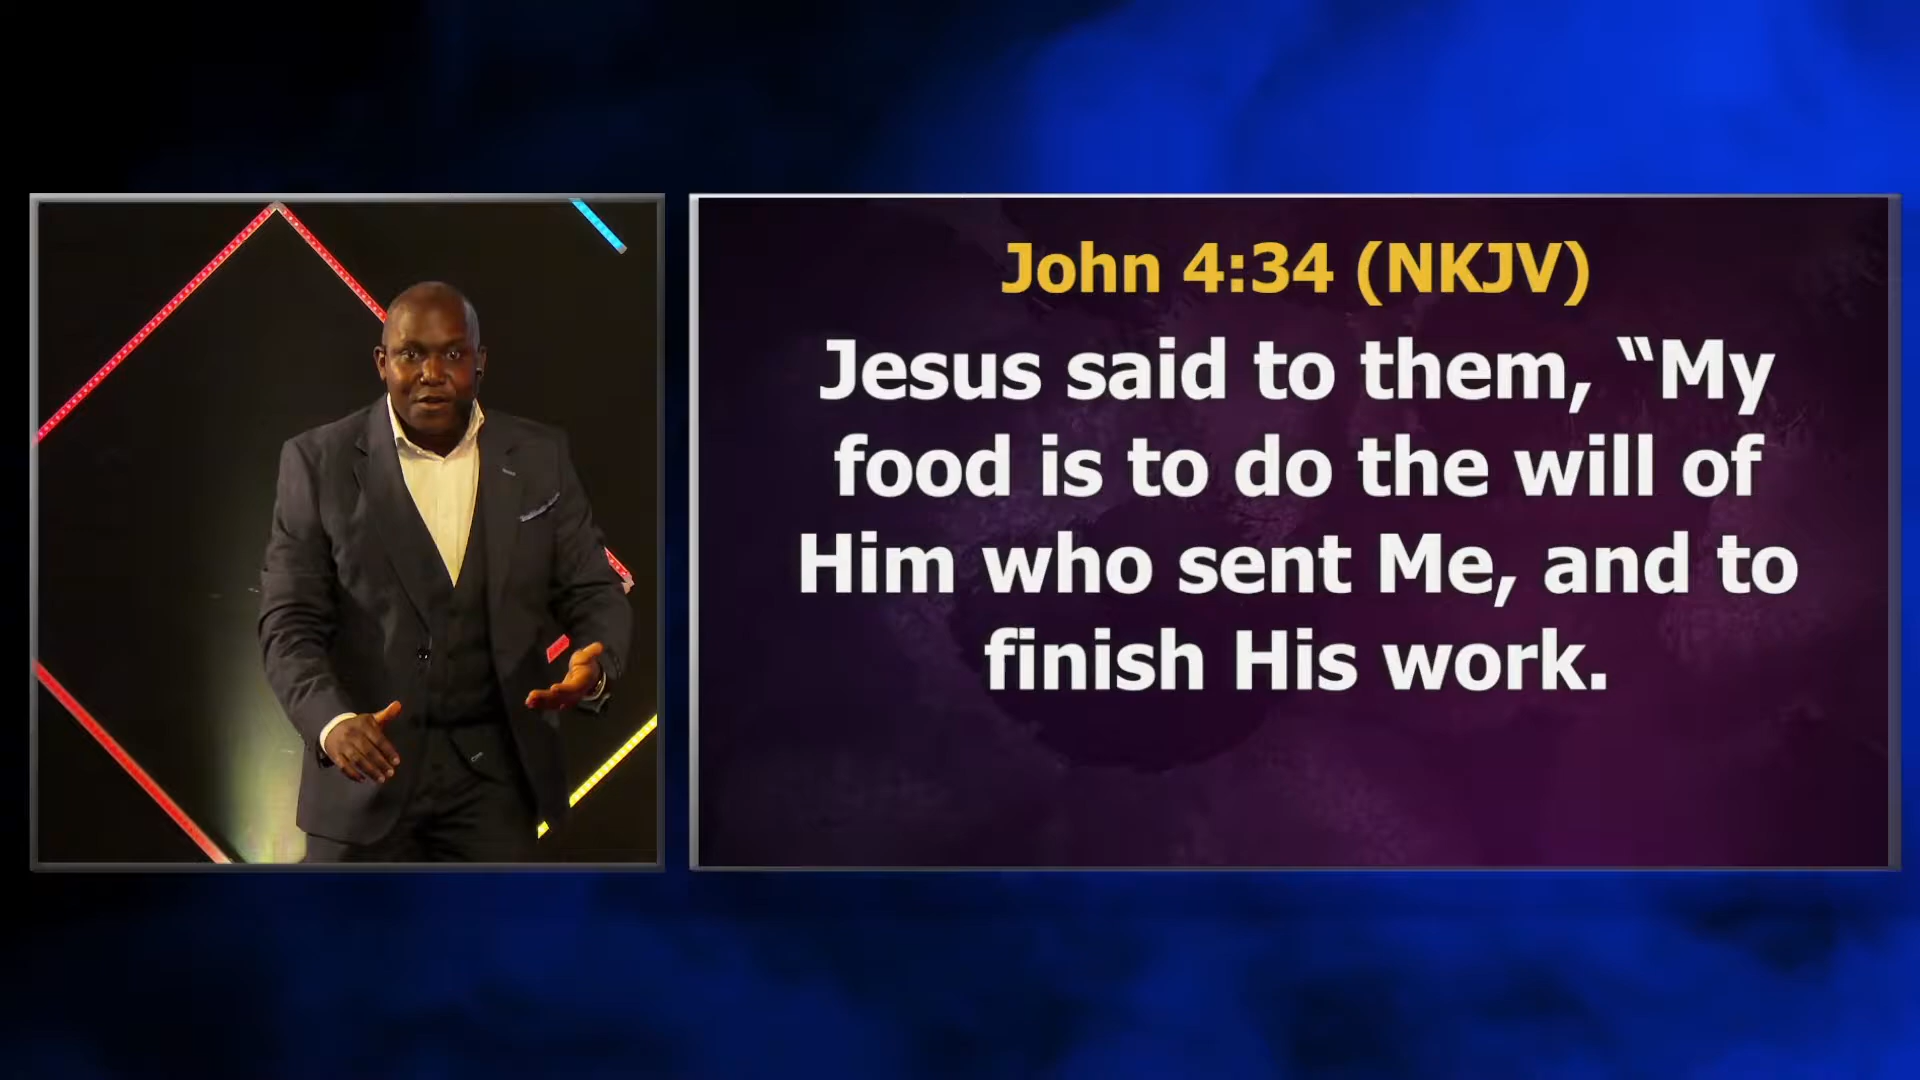 John 4:34 (NKJV)
Jesus said to them, “My
food is to do the will of
Him who sent Me, and to
finish His work.